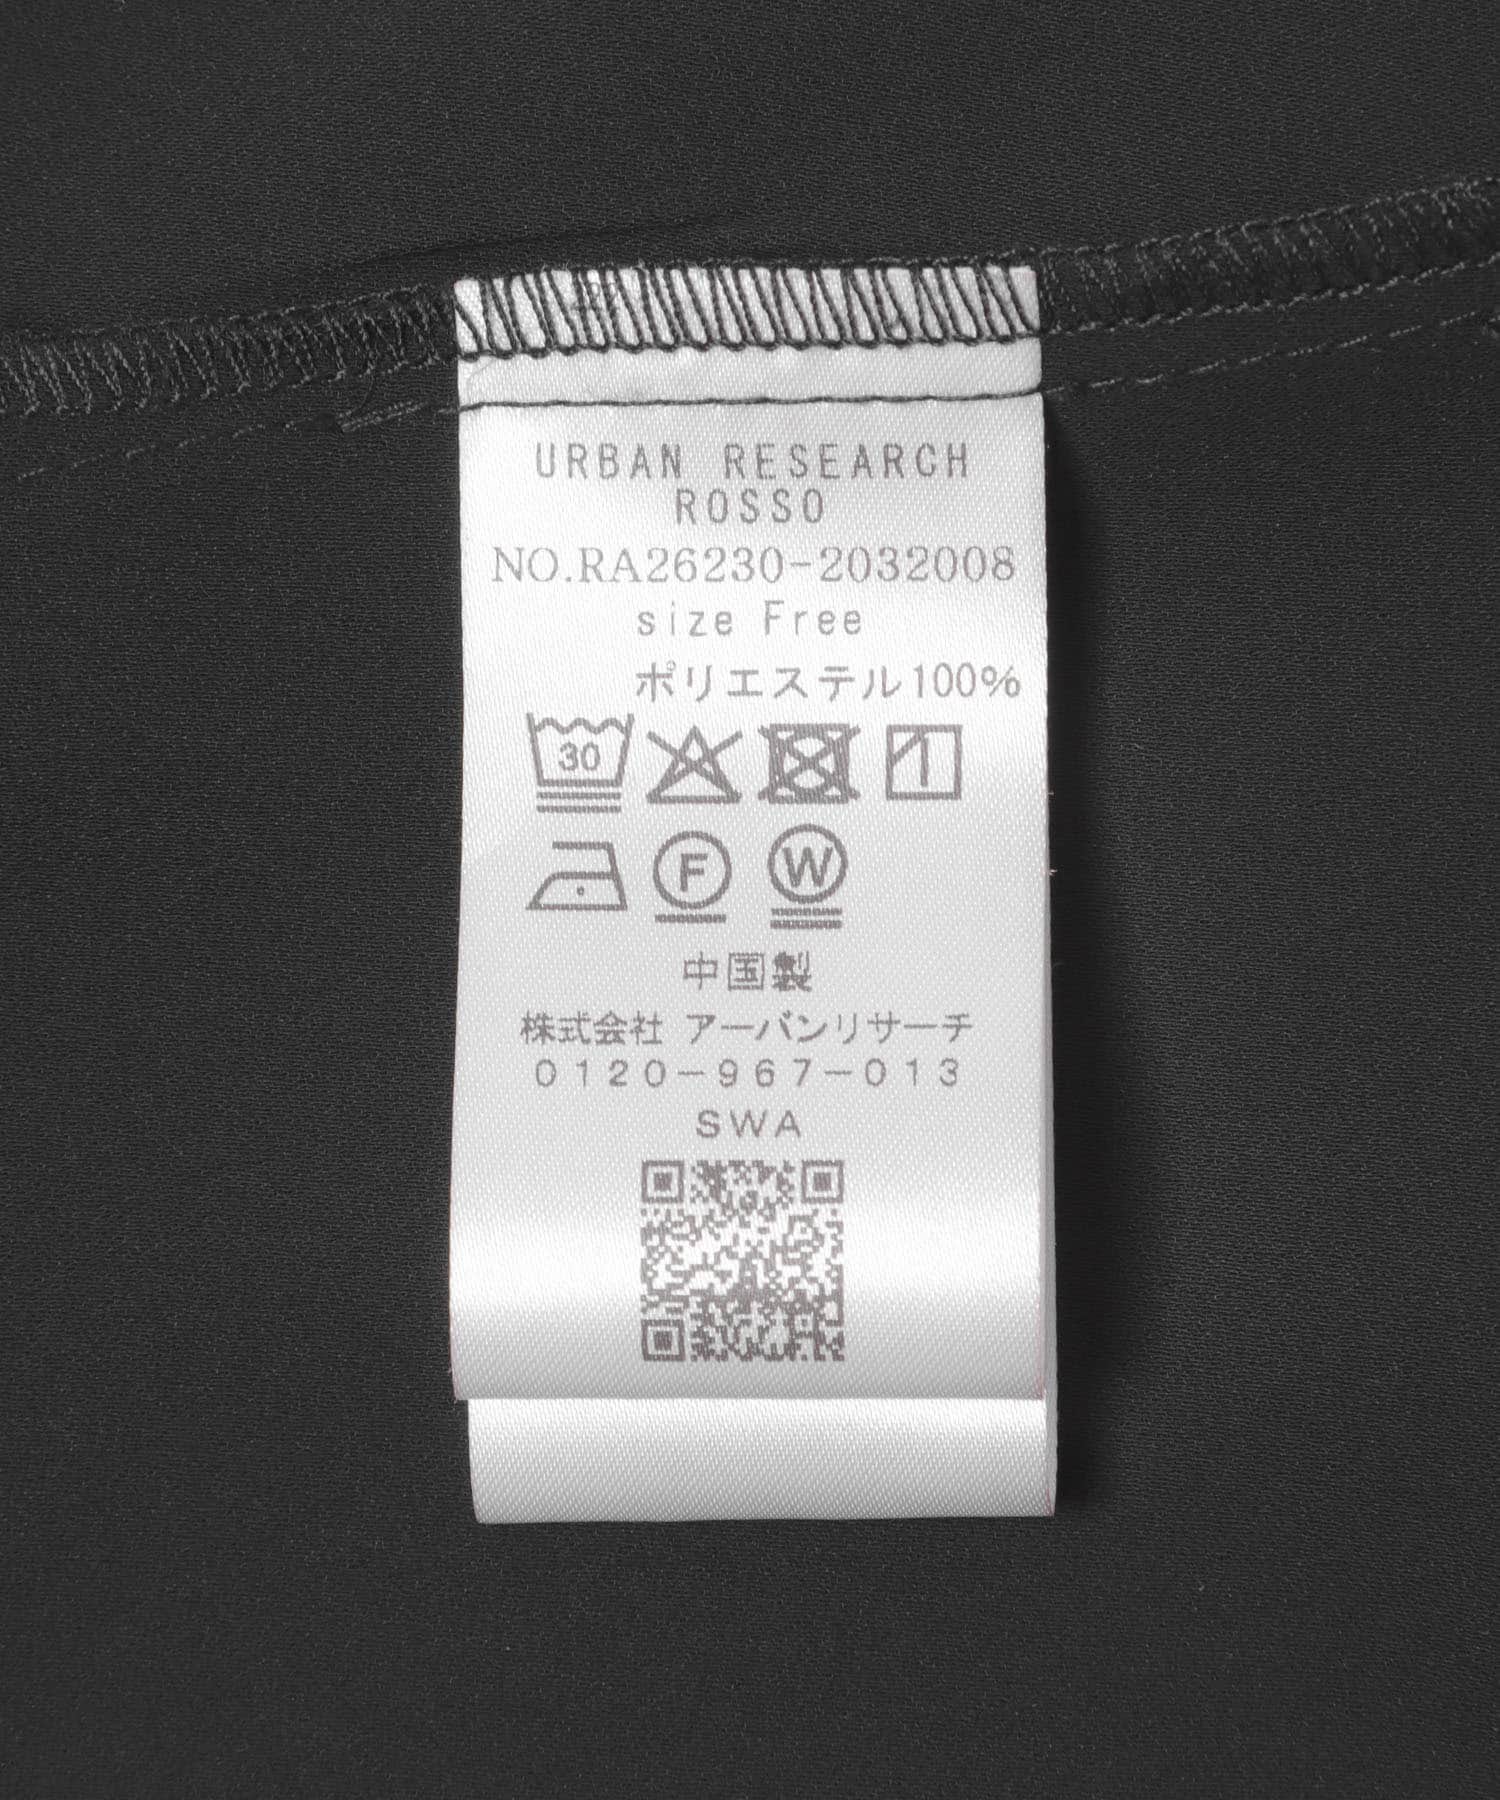 URBAN RESEARCH
ROSSO
NO.RA26230-2032008
size Free
ポリエステル100%
30
F W
中国製
株式会社 アーバンリサーチ
0120-967-013
SWA